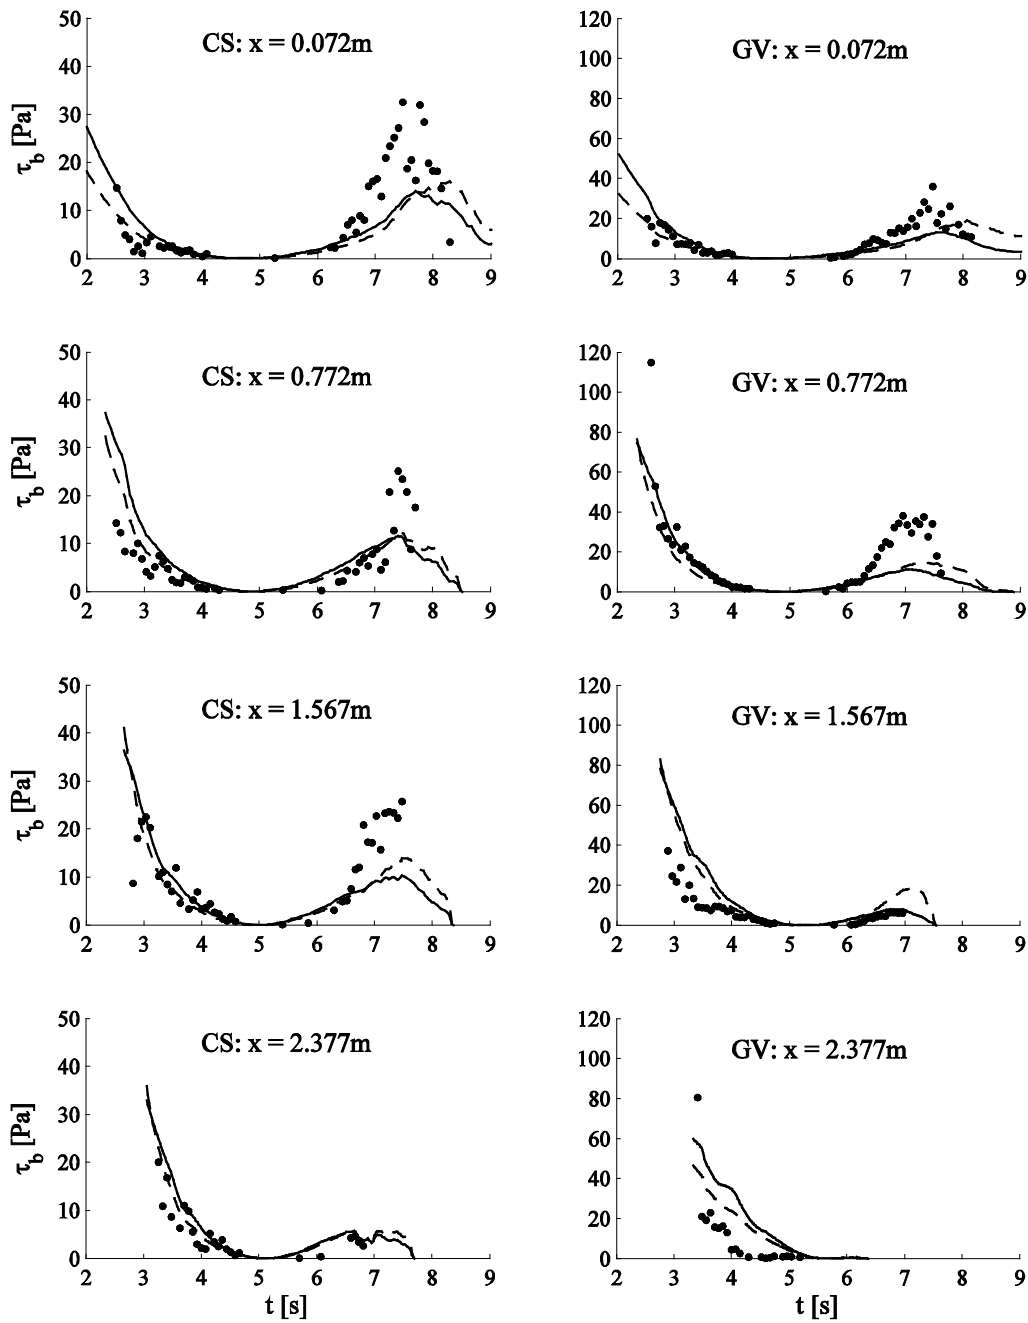 CS: x = 0.072m
τb [Pa]
50
40
30
20
10
0
2 3 4 5 6 7 8 9
GV: x = 0.072m
120
100
80
60
40
20
0
2 3 4 5 6 7 8 9
CS: x = 0.772m
τb [Pa]
50
40
30
20
10
0
2 3 4 5 6 7 8 9
GV: x = 0.772m
120
100
80
60
40
20
0
2 3 4 5 6 7 8 9
CS: x = 1.567m
τb [Pa]
50
40
30
20
10
0
2 3 4 5 6 7 8 9
GV: x = 1.567m
120
100
80
60
40
20
0
2 3 4 5 6 7 8 9
CS: x = 2.377m
τb [Pa]
50
40
30
20
10
0
2 3 4 5 6 7 8 9
t [s]
GV: x = 2.377m
120
100
80
60
40
20
0
2 3 4 5 6 7 8 9
t [s]